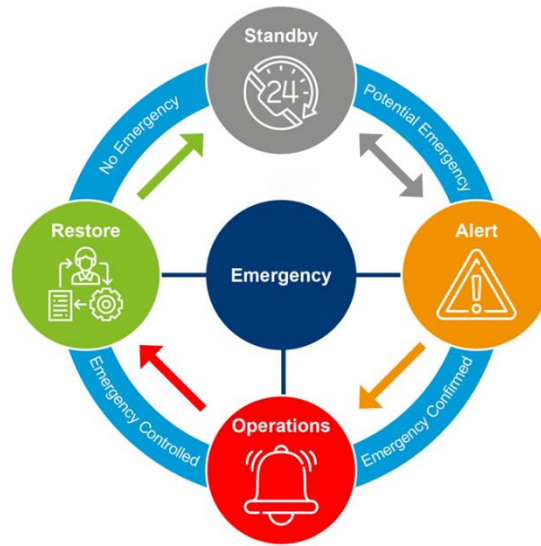 Standby
24
No Emergency
Potential Emergency
Restore
Emergency
Alert
Emergency Controlled
Operations
Emergency Confirmed